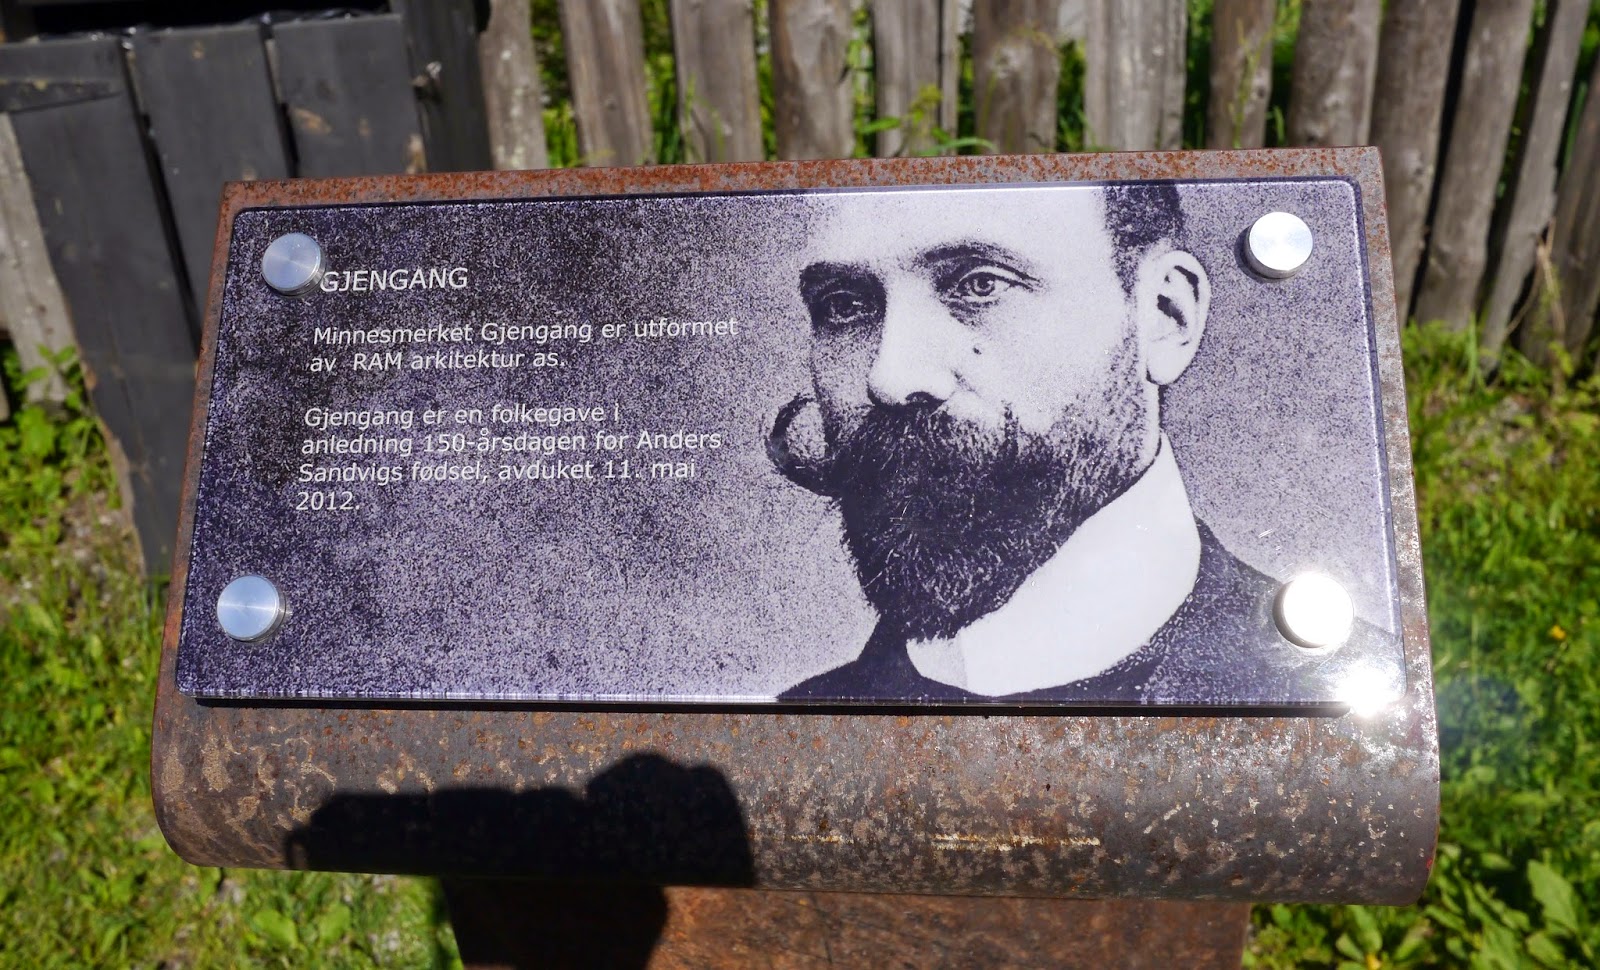 GJENGANG
Minnesmerket Gjengang er utformet
av RAM arkitektur as.
Gjengang er en folkegave i
anledning 150-årsdagen for Anders
Sandvigs fødsel, avduket 11. mai
2012.